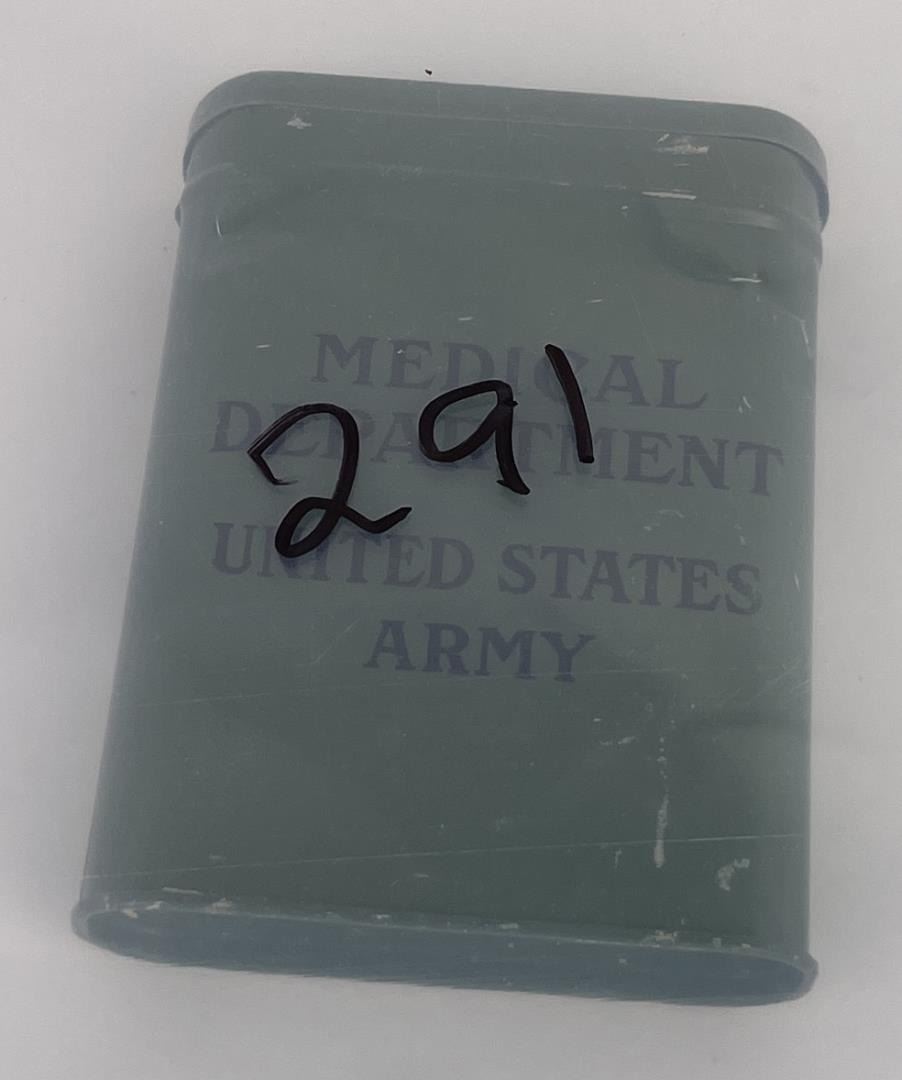 MEDICAL
291
DEPARTMENT
UNITED STATES
ARMY